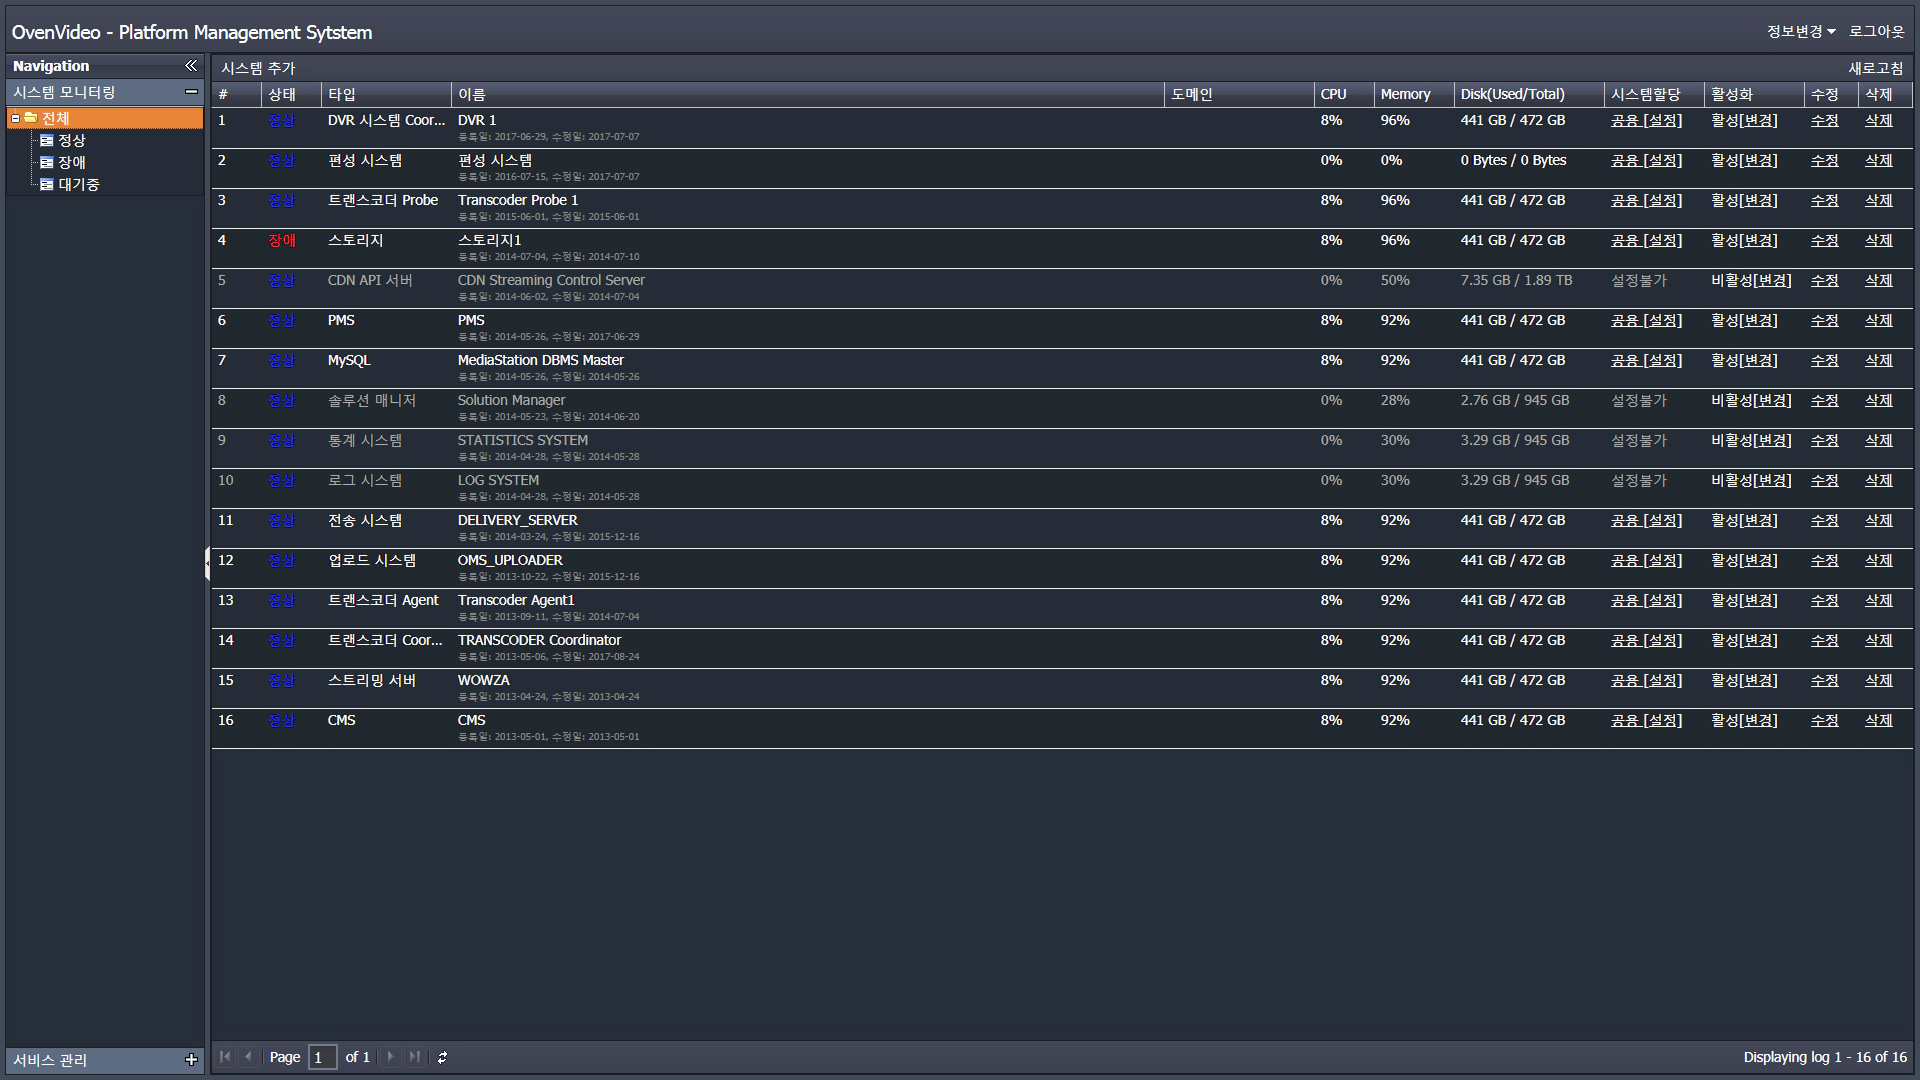 OvenVideo - Platform Management Sytstem
정보변경 로그아웃
Navigation
시스템 모니터링
전체
정상
장애
대기중
서비스 관리
시스템 추가 새로고침
# 상태 타입 이름 도메인 CPU Memory Disk(Used/Total) 시스템할당 활성화 수정 삭제
1 정상 DVR 시스템 Coor... DVR 1 8% 96% 441 GB / 472 GB 공용 [설정] 활성[변경] 수정 삭제
등록일: 2017-06-29, 수정일: 2017-07-07
2 정상 편성 시스템 편성 시스템 0% 0% 0 Bytes / 0 Bytes 공용 [설정] 활성[변경] 수정 삭제
등록일: 2016-07-15, 수정일: 2017-07-07
3 정상 트랜스코더 Probe Transcoder Probe 1 8% 96% 441 GB / 472 GB 공용 [설정] 활성[변경] 수정 삭제
등록일: 2015-06-01, 수정일: 2015-06-01
4 장애 스토리지 스토리지1 8% 96% 441 GB / 472 GB 공용 [설정] 활성[변경] 수정 삭제
등록일: 2014-07-04, 수정일: 2014-07-10
5 정상 CDN API 서버 CDN Streaming Control Server 0% 50% 7.35 GB / 1.89 TB 설정불가 비활성[변경] 수정 삭제
등록일: 2014-06-02, 수정일: 2014-07-04
6 정상 PMS PMS 8% 92% 441 GB / 472 GB 공용 [설정] 활성[변경] 수정 삭제
등록일: 2014-05-26, 수정일: 2017-06-29
7 정상 MySQL MediaStation DBMS Master 8% 92% 441 GB / 472 GB 공용 [설정] 활성[변경] 수정 삭제
등록일: 2014-05-26, 수정일: 2014-05-26
8 정상 솔루션 매니저 Solution Manager 0% 28% 2.76 GB / 945 GB 설정불가 비활성[변경] 수정 삭제
등록일: 2014-05-23, 수정일: 2014-06-20
9 정상 통계 시스템 STATISTICS SYSTEM 0% 30% 3.29 GB / 945 GB 설정불가 비활성[변경] 수정 삭제
등록일: 2014-04-28, 수정일: 2014-05-28
10 정상 로그 시스템 LOG SYSTEM 0% 30% 3.29 GB / 945 GB 설정불가 비활성[변경] 수정 삭제
등록일: 2014-04-28, 수정일: 2014-05-28
11 정상 전송 시스템 DELIVERY_SERVER 8% 92% 441 GB / 472 GB 공용 [설정] 활성[변경] 수정 삭제
등록일: 2014-03-24, 수정일: 2015-12-16
12 정상 업로드 시스템 OMS_UPLOADER 8% 92% 441 GB / 472 GB 공용 [설정] 활성[변경] 수정 삭제
등록일: 2013-10-22, 수정일: 2015-12-16
13 정상 트랜스코더 Agent Transcoder Agent1 8% 92% 441 GB / 472 GB 공용 [설정] 활성[변경] 수정 삭제
등록일: 2013-09-11, 수정일: 2014-07-04
14 정상 트랜스코더 Coor... TRANSCODER Coordinator 8% 92% 441 GB / 472 GB 공용 [설정] 활성[변경] 수정 삭제
등록일: 2013-05-06, 수정일: 2017-08-24
15 정상 스트리밍 서버 WOWZA 8% 92% 441 GB / 472 GB 공용 [설정] 활성[변경] 수정 삭제
등록일: 2013-04-24, 수정일: 2013-04-24
16 정상 CMS CMS 8% 92% 441 GB / 472 GB 공용 [설정] 활성[변경] 수정 삭제
등록일: 2013-05-01, 수정일: 2013-05-01
Page 1 of 1 Displaying log 1 - 16 of 16